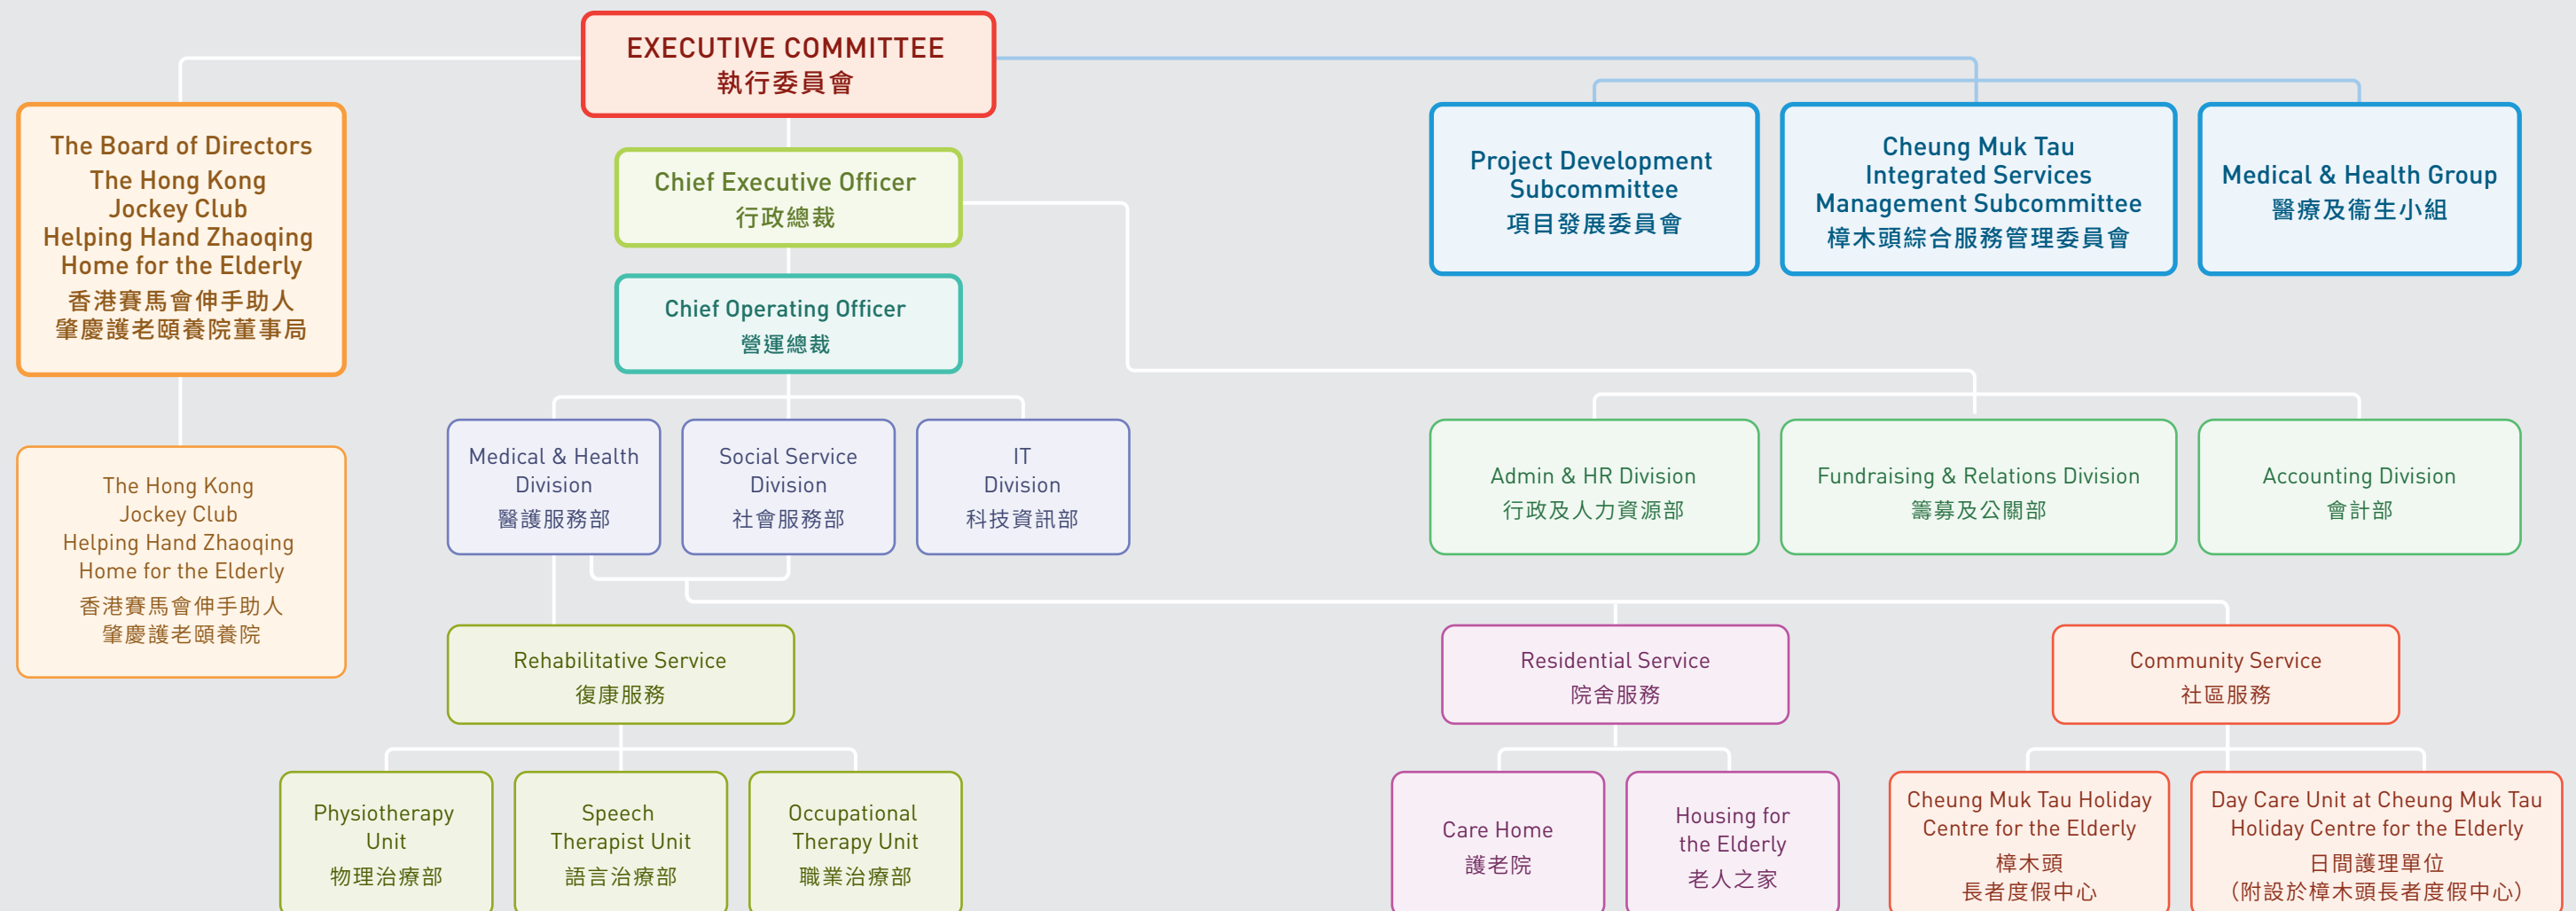 EXECUTIVE COMMITTEE
執行委員會
The Board of Directors
The Hong Kong
Jockey Club
Helping Hand Zhaoqing
Home for the Elderly
香港賽馬會伸手助人
肇慶護老頤養院董事局
Chief Executive Officer
行政總裁
Project Development
Subcommittee
項目發展委員會
Cheung Muk Tau
Integrated Services
Management Subcommittee
樟木頭綜合服務管理委員會
Medical & Health Group
醫療及衞生小組
Chief Operating Officer
營運總裁
The Hong Kong
Jockey Club
Helping Hand Zhaoqing
Home for the Elderly
香港賽馬會伸手助人
肇慶護老頤養院
Medical & Health
Division
醫護服務部
Social Service
Division
社會服務部
IT
Division
科技資訊部
Admin & HR Division
行政及人力資源部
Fundraising & Relations Division
籌募及公關部
Accounting Division
會計部
Rehabilitative Service
復康服務
Residential Service
院舍服務
Community Service
社區服務
Physiotherapy
Unit
物理治療部
Speech
Therapist Unit
語言治療部
Occupational
Therapy Unit
職業治療部
Care Home
護老院
Housing for
the Elderly
老人之家
Cheung Muk Tau Holiday
Centre for the Elderly
樟木頭
長者度假中心
Day Care Unit at Cheung Muk Tau
Holiday Centre for the Elderly
日間護理單位
（附設於樟木頭長者度假中心）